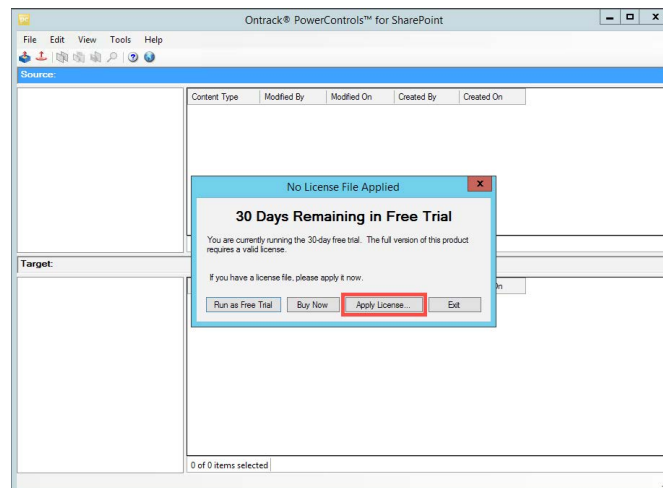 Ontrack® PowerControls™ for SharePoint
File Edit View Tools Help
Source:
Content Type Modified By Modified On Created By Created On
No License File Applied
30 Days Remaining in Free Trial
You are currently running the 30-day free trial. The full version of this product
requires a valid license.
If you have a license file, please apply it now.
Run as Free Trial Buy Now Apply License... Exit
Target:
0 of 0 items selected